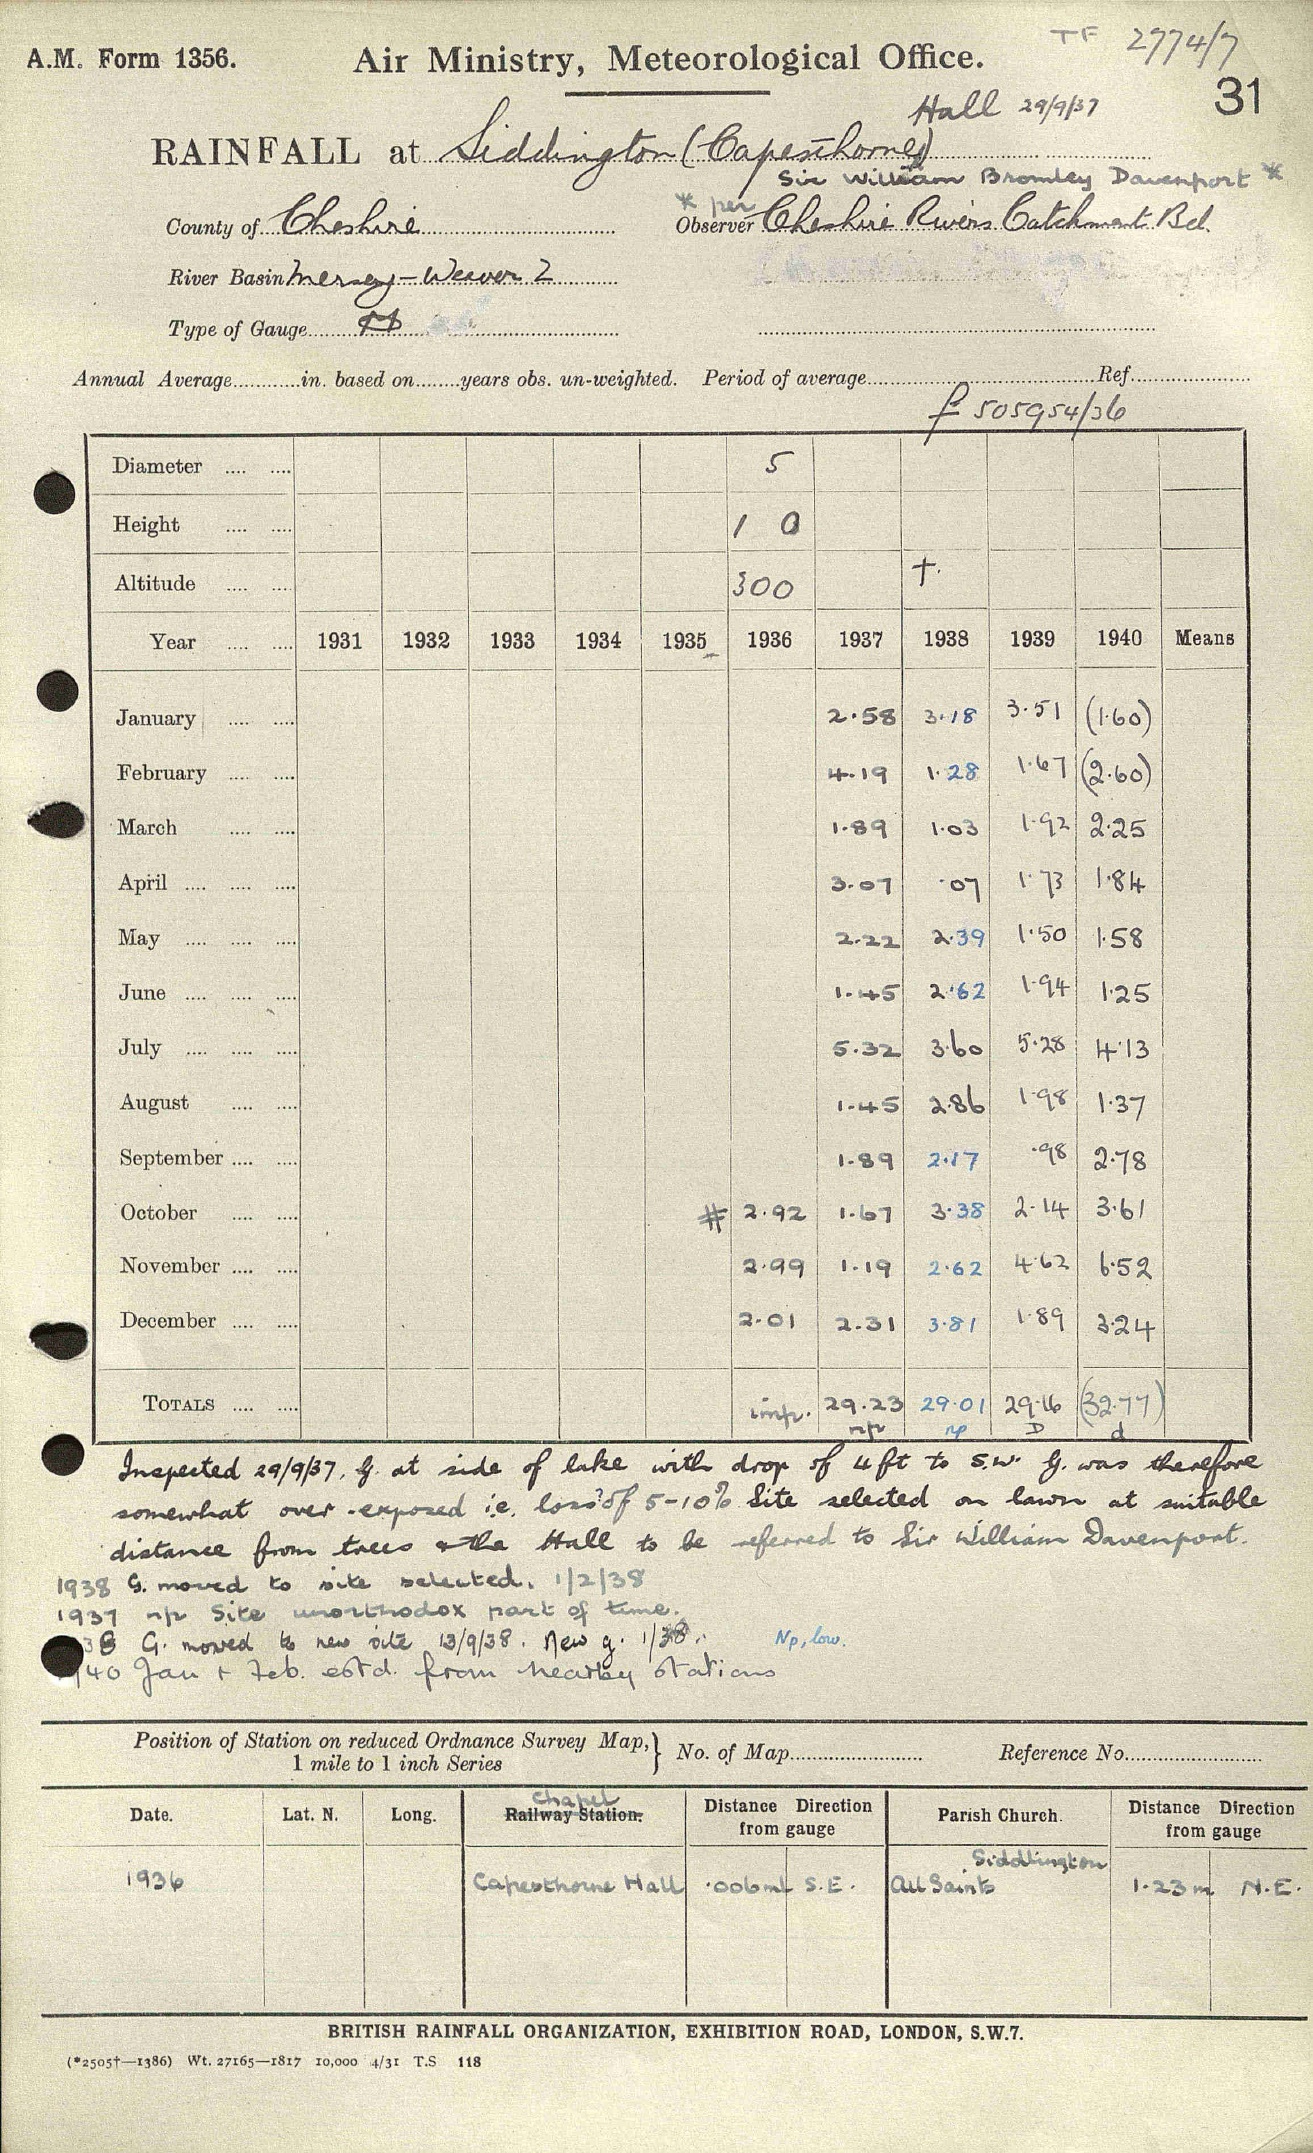 TF 2774/7
A.M. Form 1356. Air Ministry, Meteorological Office.
31
Hall 29/9/37
RAINFALL at Siddington (Capesthorne)
Sir William Bromley Davenport *
* per
County of Cheshire Observer Cheshire Rivers Catchment Bd.
River Basin Mersey - Weaver 2
Type of Gauge M
Annual Average in. based on years obs. un-weighted. Period of average Ref.
f 505954/36
Diameter 5
Height 1 0
Altitude 300 †
Year 1931 1932 1933 1934 1935 1936 1937 1938 1939 1940 Means
January 2.58 3.18 3.51 (1.60)
February 4.19 1.28 1.67 (2.60)
March 1.89 1.03 1.92 2.25
April 3.07 .07 1.73 1.84
May 2.22 2.39 1.50 1.58
June 1.45 2.62 1.94 1.25
July 5.32 3.60 5.28 4.13
August 1.45 2.86 1.98 1.37
September 1.89 2.17 .98 2.78
October # 2.92 1.67 3.38 2.14 3.61
November 2.99 1.19 2.62 4.62 6.52
December 2.01 2.31 3.81 1.89 3.24
TOTALS imp. 29.23 29.01 29.16 (32.77)
np np D d
Inspected 29/9/37. G. at side of lake with drop of 4 ft to S.W. G. was therefore
somewhat over-exposed i.e. loss? of 5-10% Site selected on lawn at suitable
distance from trees & the Hall to be referred to Sir William Davenport.
1938 G. moved to site selected. 1/2/38
1937 np Site unorthodox part of time.
38 G. moved to new site 13/9/38. New g. 1/38. Np, low.
40 Jan & Feb. estd. from nearby stations
Position of Station on reduced Ordnance Survey Map, } No. of Map Reference No.
1 mile to 1 inch Series
Chapel
Date. Lat. N. Long. Railway Station. Distance Direction from gauge Parish Church. Distance Direction from gauge
Siddington
1936 Capesthorne Hall .006ml S.E. All Saints 1.23m N.E.
BRITISH RAINFALL ORGANIZATION, EXHIBITION ROAD, LONDON, S.W.7.
(*2505†—1386) Wt. 27165—1817 10,000 4/31 T.S 118